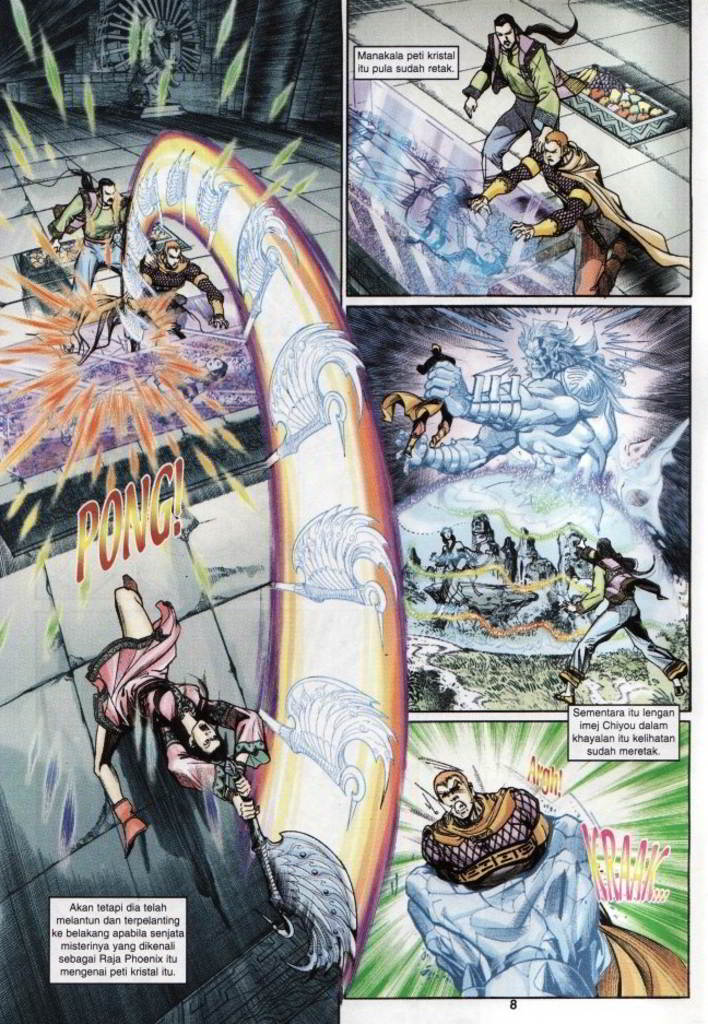 PONG!
Akan tetapi dia telah
melantun dan terpelanting
ke belakang apabila senjata
misterinya yang dikenali
sebagai Raja Phoenix itu
mengenai peti kristal itu.
Manakala peti kristal
itu pula sudah retak.
Sementara itu lengan
imej Chiyou dalam
khayalan itu kelihatan
sudah meretak.
Argh!
KRAAK...
8